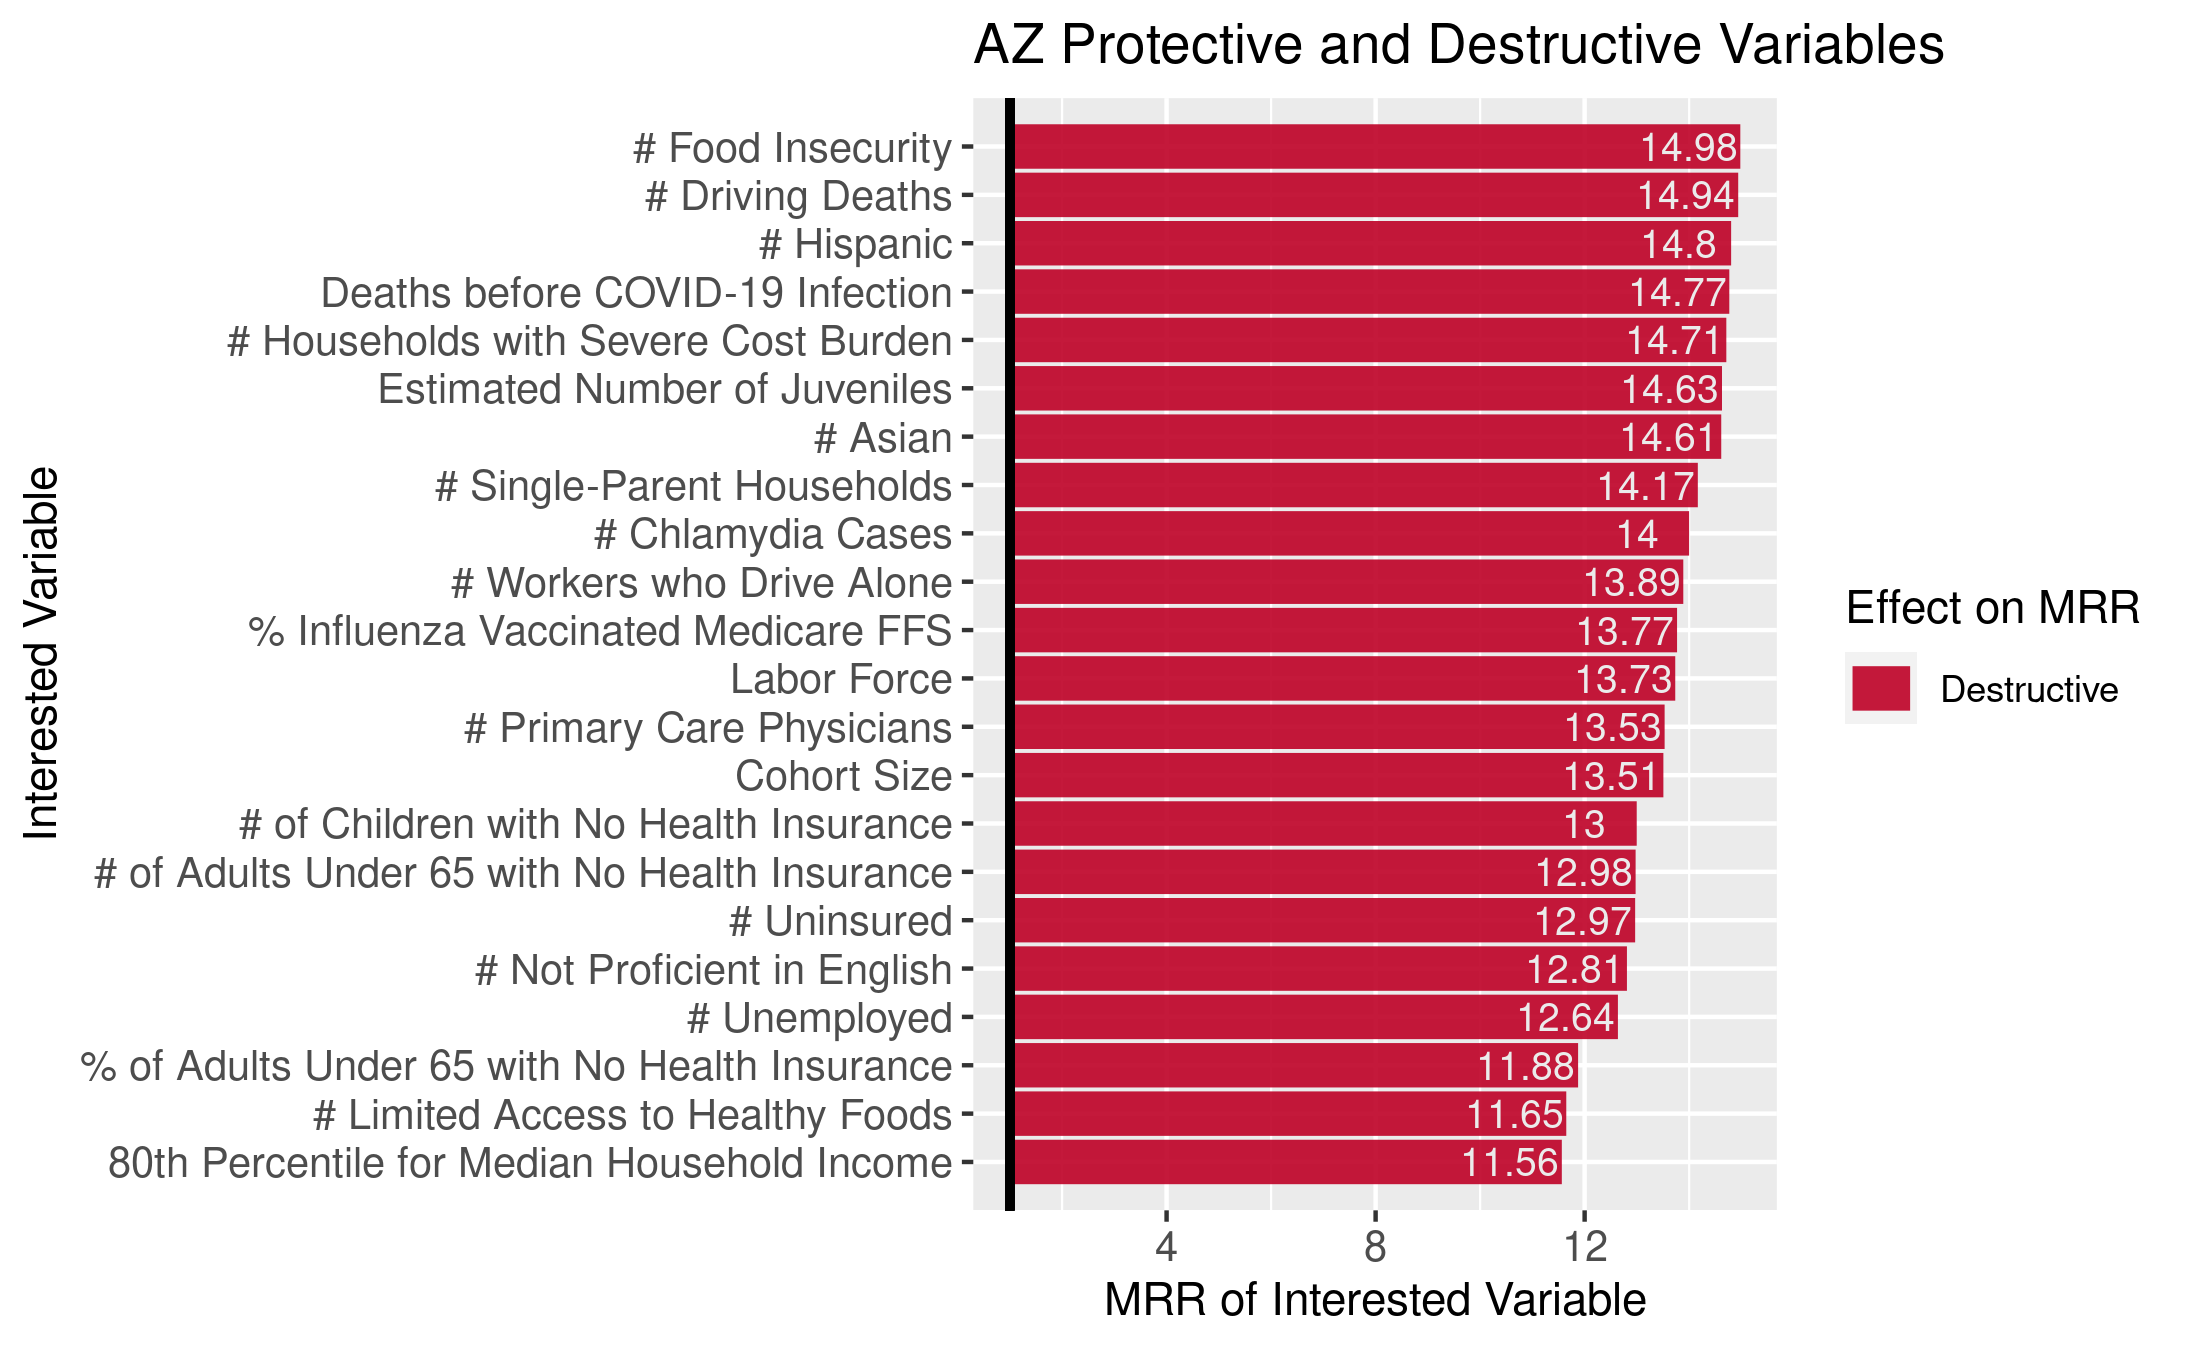 AZ Protective and Destructive Variables
Interested Variable
# Food Insecurity 14.98
# Driving Deaths 14.94
# Hispanic 14.8
Deaths before COVID-19 Infection 14.77
# Households with Severe Cost Burden 14.71
Estimated Number of Juveniles 14.63
# Asian 14.61
# Single-Parent Households 14.17
# Chlamydia Cases 14
# Workers who Drive Alone 13.89
% Influenza Vaccinated Medicare FFS 13.77
Labor Force 13.73
# Primary Care Physicians 13.53
Cohort Size 13.51
# of Children with No Health Insurance 13
# of Adults Under 65 with No Health Insurance 12.98
# Uninsured 12.97
# Not Proficient in English 12.81
# Unemployed 12.64
% of Adults Under 65 with No Health Insurance 11.88
# Limited Access to Healthy Foods 11.65
80th Percentile for Median Household Income 11.56
4 8 12
MRR of Interested Variable
Effect on MRR
Destructive